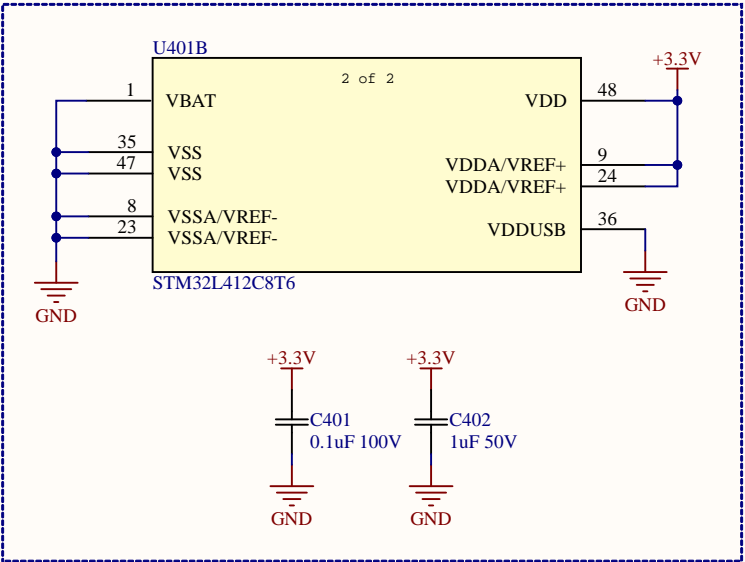 U401B
2 of 2
+3.3V
1 VBAT
VDD 48
35 VSS
47 VSS
VDDA/VREF+ 9
VDDA/VREF+ 24
8 VSSA/VREF-
23 VSSA/VREF-
VDDUSB 36
STM32L412C8T6
GND
GND
+3.3V
+3.3V
C401
0.1uF 100V
C402
1uF 50V
GND
GND